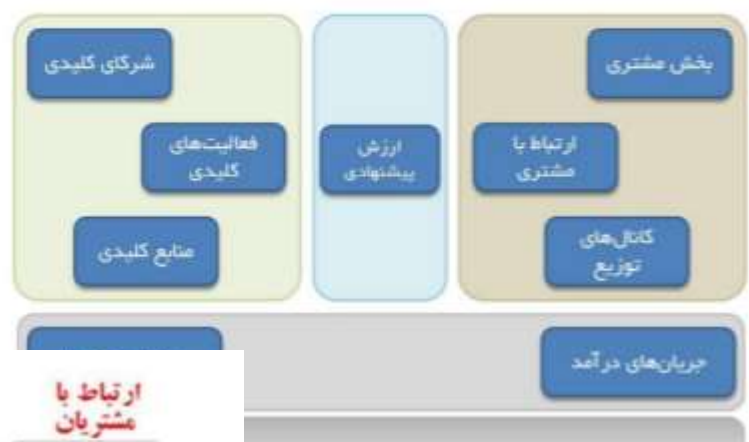 بخش مشتری
ارتباط با
مشتری
کانال‌های
توزیع
ارزش
پیشنهادی
شرکای کلیدی
فعالیت‌های
کلیدی
منابع کلیدی
جریان‌های درآمد
ارتباط با
مشتریان